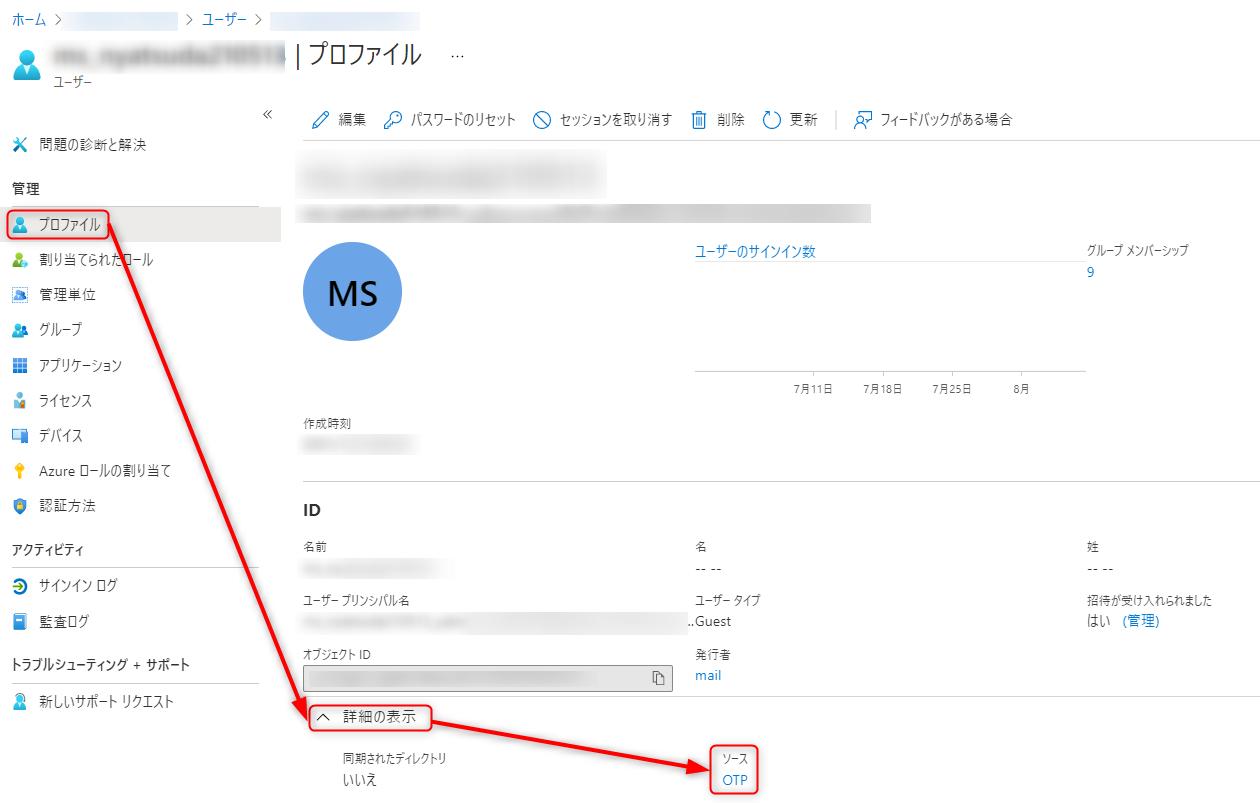 ホーム > > ユーザー >
| プロファイル ...
ユーザー
«
編集 パスワードのリセット セッションを取り消す 削除 更新 フィードバックがある場合
問題の診断と解決
管理
プロファイル
割り当てられたロール
管理単位
グループ
アプリケーション
ライセンス
デバイス
Azure ロールの割り当て
認証方法
アクティビティ
サインイン ログ
監査ログ
トラブルシューティング + サポート
新しいサポート リクエスト
MS
ユーザーのサインイン数
7月11日 7月18日 7月25日 8月
グループ メンバーシップ
9
作成時刻
ID
名前 名 姓
-- -- -- --
ユーザー プリンシパル名 ユーザー タイプ 招待が受け入れられました
..Guest はい (管理)
オブジェクト ID 発行者
mail
詳細の表示
同期されたディレクトリ ソース
いいえ OTP